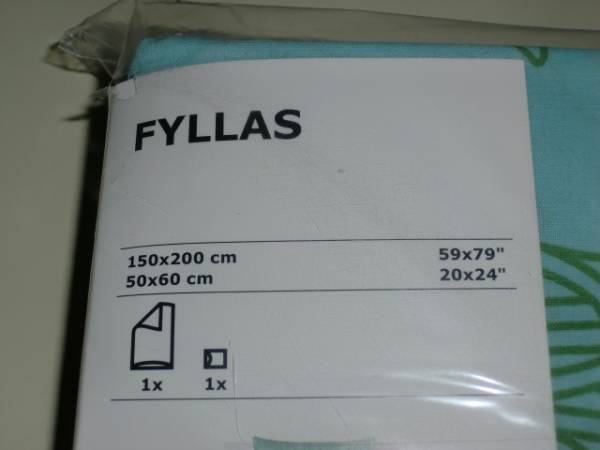 FYLLAS
150x200 cm 59x79"
50x60 cm 20x24"
1x 1x